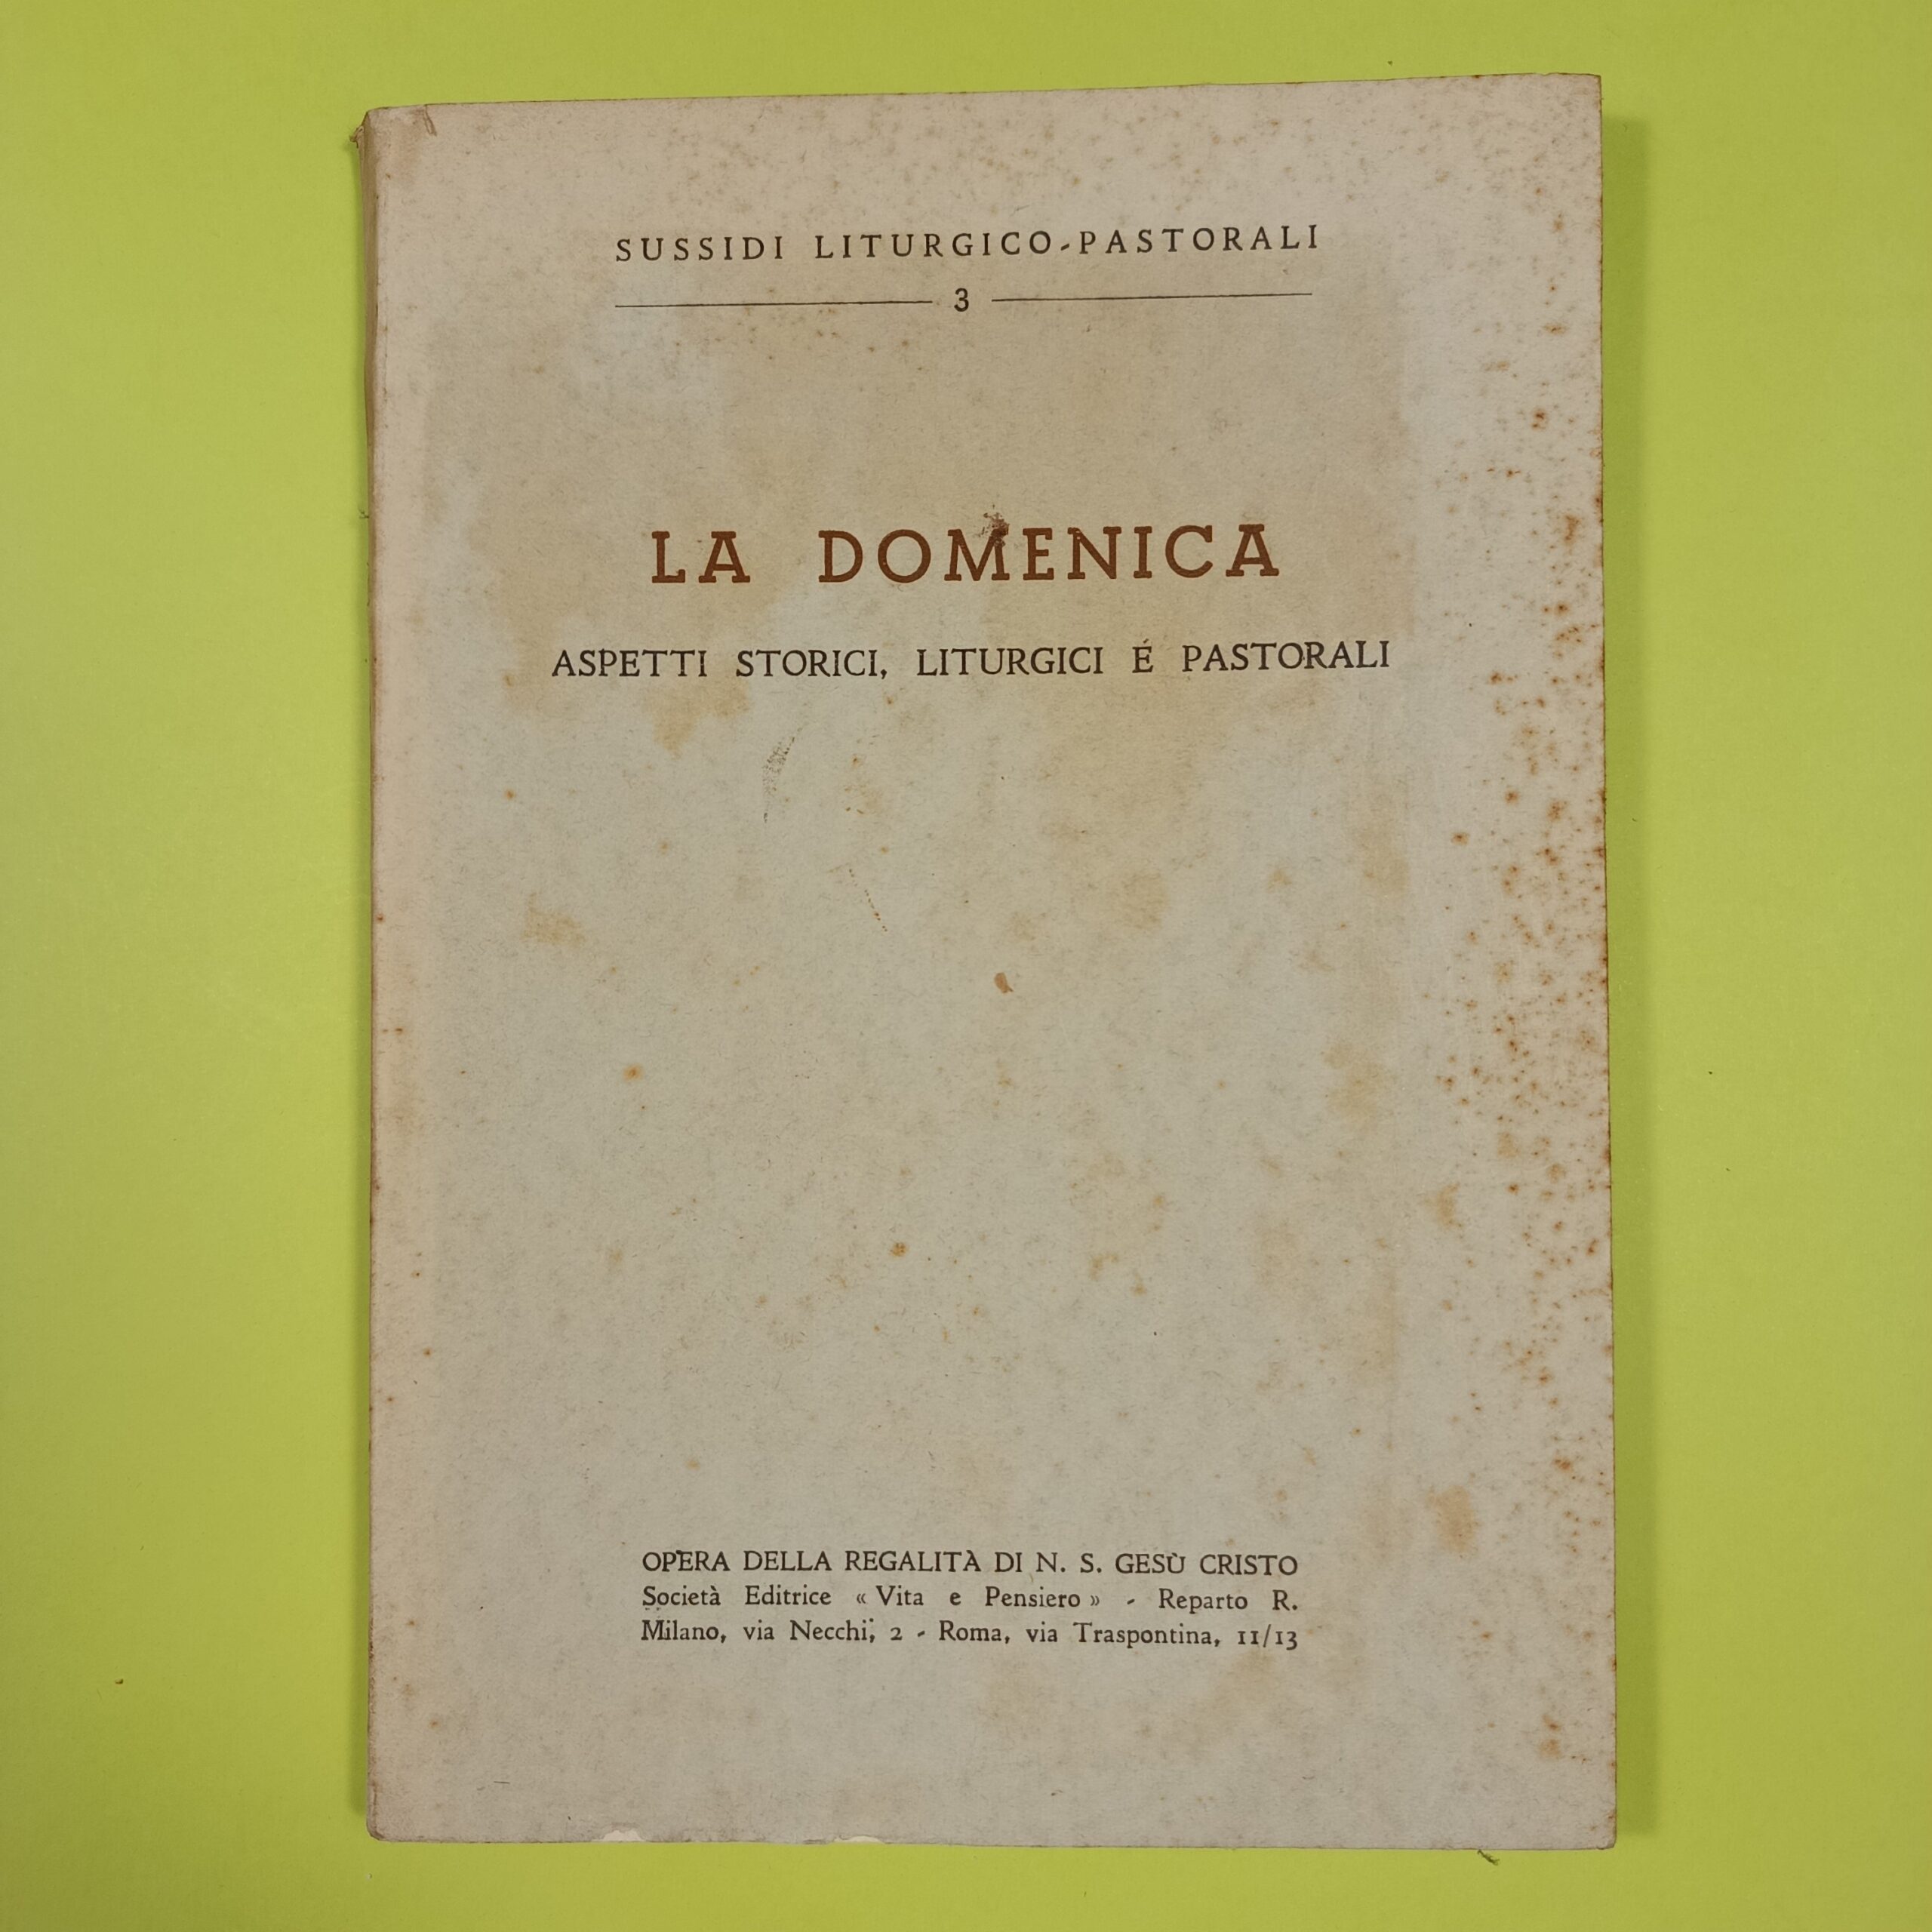 SUSSIDI LITURGICO-PASTORALI
3
LA DOMENICA
ASPETTI STORICI, LITURGICI É PASTORALI
OPERA DELLA REGALITÀ DI N. S. GESÙ CRISTO
Società Editrice « Vita e Pensiero » - Reparto R.
Milano, via Necchi, 2 - Roma, via Traspontina, 11/13